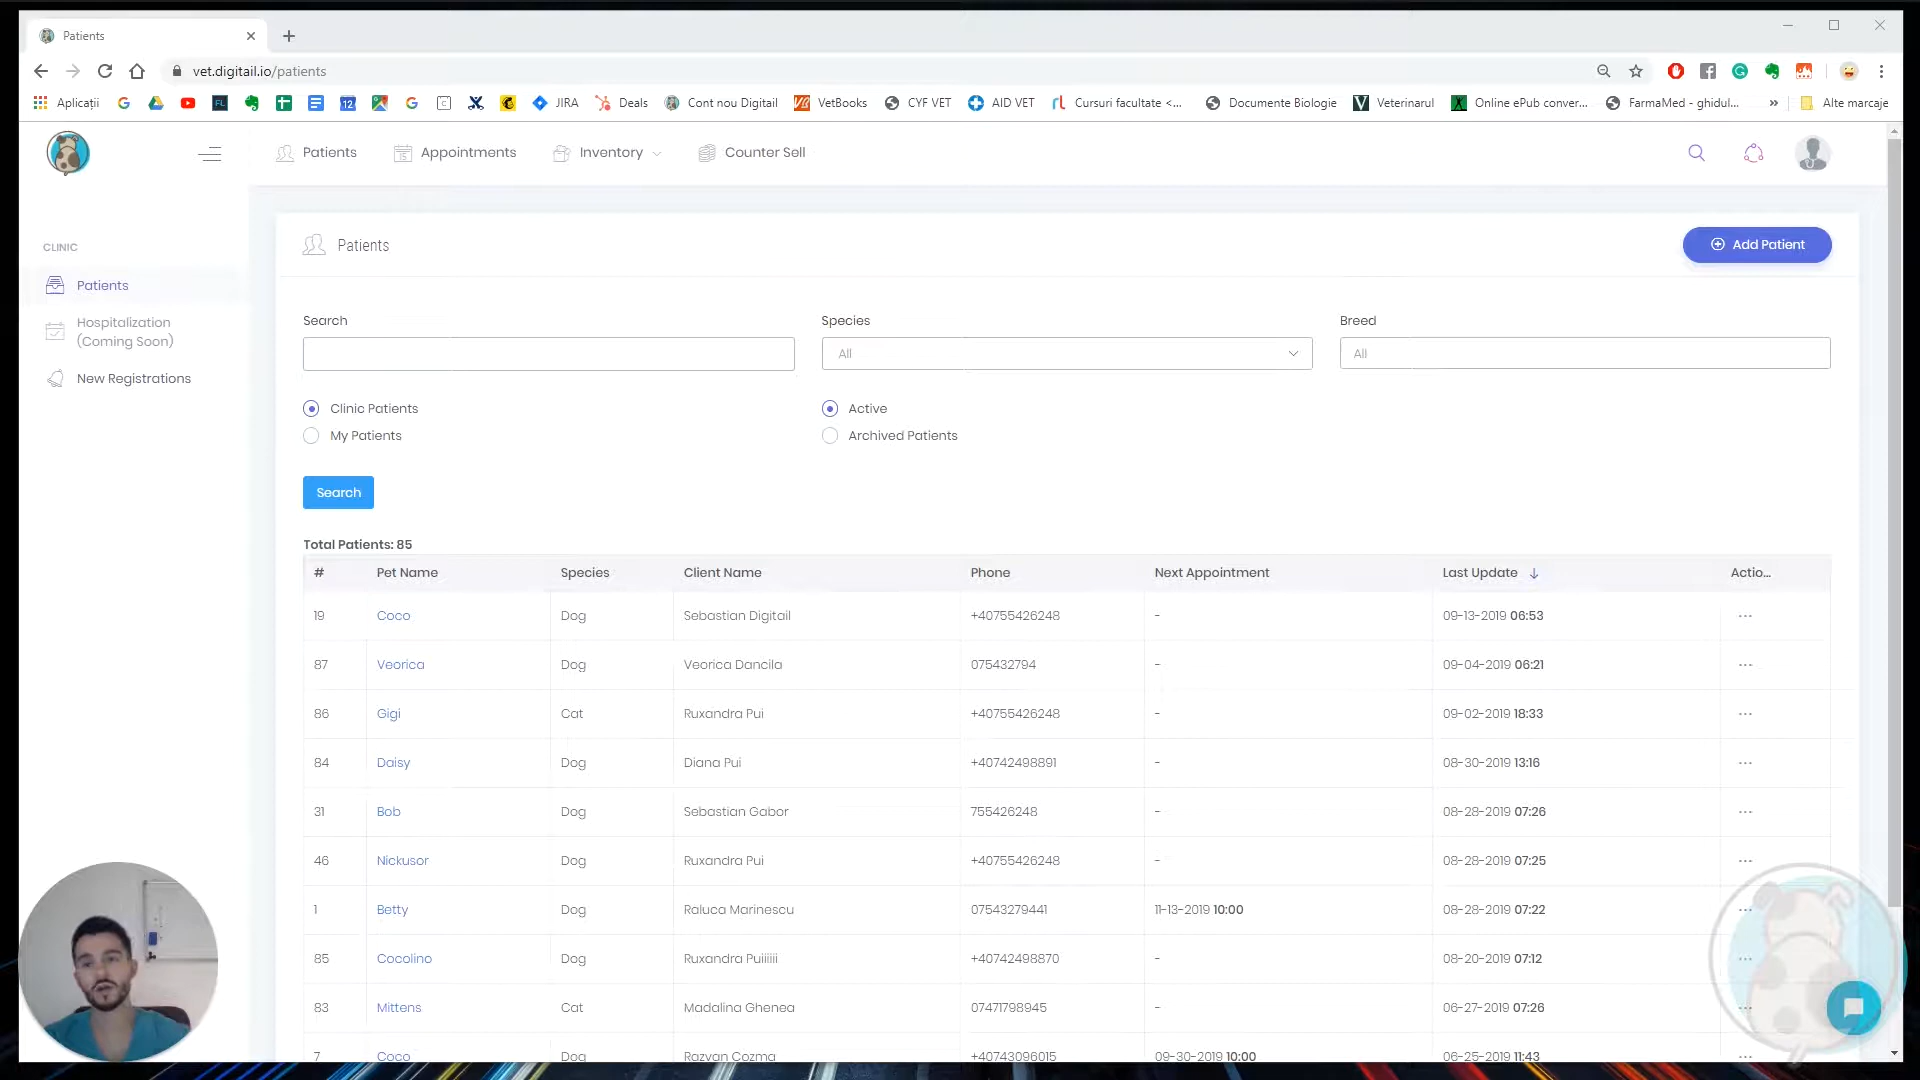 Patients
vet.digitail.io/patients
Aplicații
FL
12
JIRA
Deals
Cont nou Digitail
VetBooks
CYF VET
AID VET
Cursuri facultate <...
Documente Biologie
Veterinarul
Online ePub conver...
FarmaMed - ghidul...
»
Alte marcaje
Patients
Appointments
Inventory
Counter Sell
CLINIC
Patients
Hospitalization
(Coming Soon)
New Registrations
Patients
Add Patient
Search
Species
Breed
All
All
Clinic Patients
Active
My Patients
Archived Patients
Search
Total Patients: 85
# Pet Name Species Client Name Phone Next Appointment Last Update Actio...
19 Coco Dog Sebastian Digitail +40755426248 - 09-13-2019 06:53 ...
87 Veorica Dog Veorica Dancila 075432794 - 09-04-2019 06:21 ...
86 Gigi Cat Ruxandra Pui +40755426248 - 09-02-2019 18:33 ...
84 Daisy Dog Diana Pui +40742498891 - 08-30-2019 13:16 ...
31 Bob Dog Sebastian Gabor 755426248 - 08-28-2019 07:26 ...
46 Nickusor Dog Ruxandra Pui +40755426248 - 08-28-2019 07:25 ...
1 Betty Dog Raluca Marinescu 07543279441 11-13-2019 10:00 08-28-2019 07:22 ...
85 Cocolino Dog Ruxandra Puiiiiii +40742498870 - 08-20-2019 07:12 ...
83 Mittens Cat Madalina Ghenea 07471798945 - 06-27-2019 07:26 ...
7 Coco Dog Razvan Cozma +40743096015 09-30-2019 10:00 06-25-2019 11:43 ...